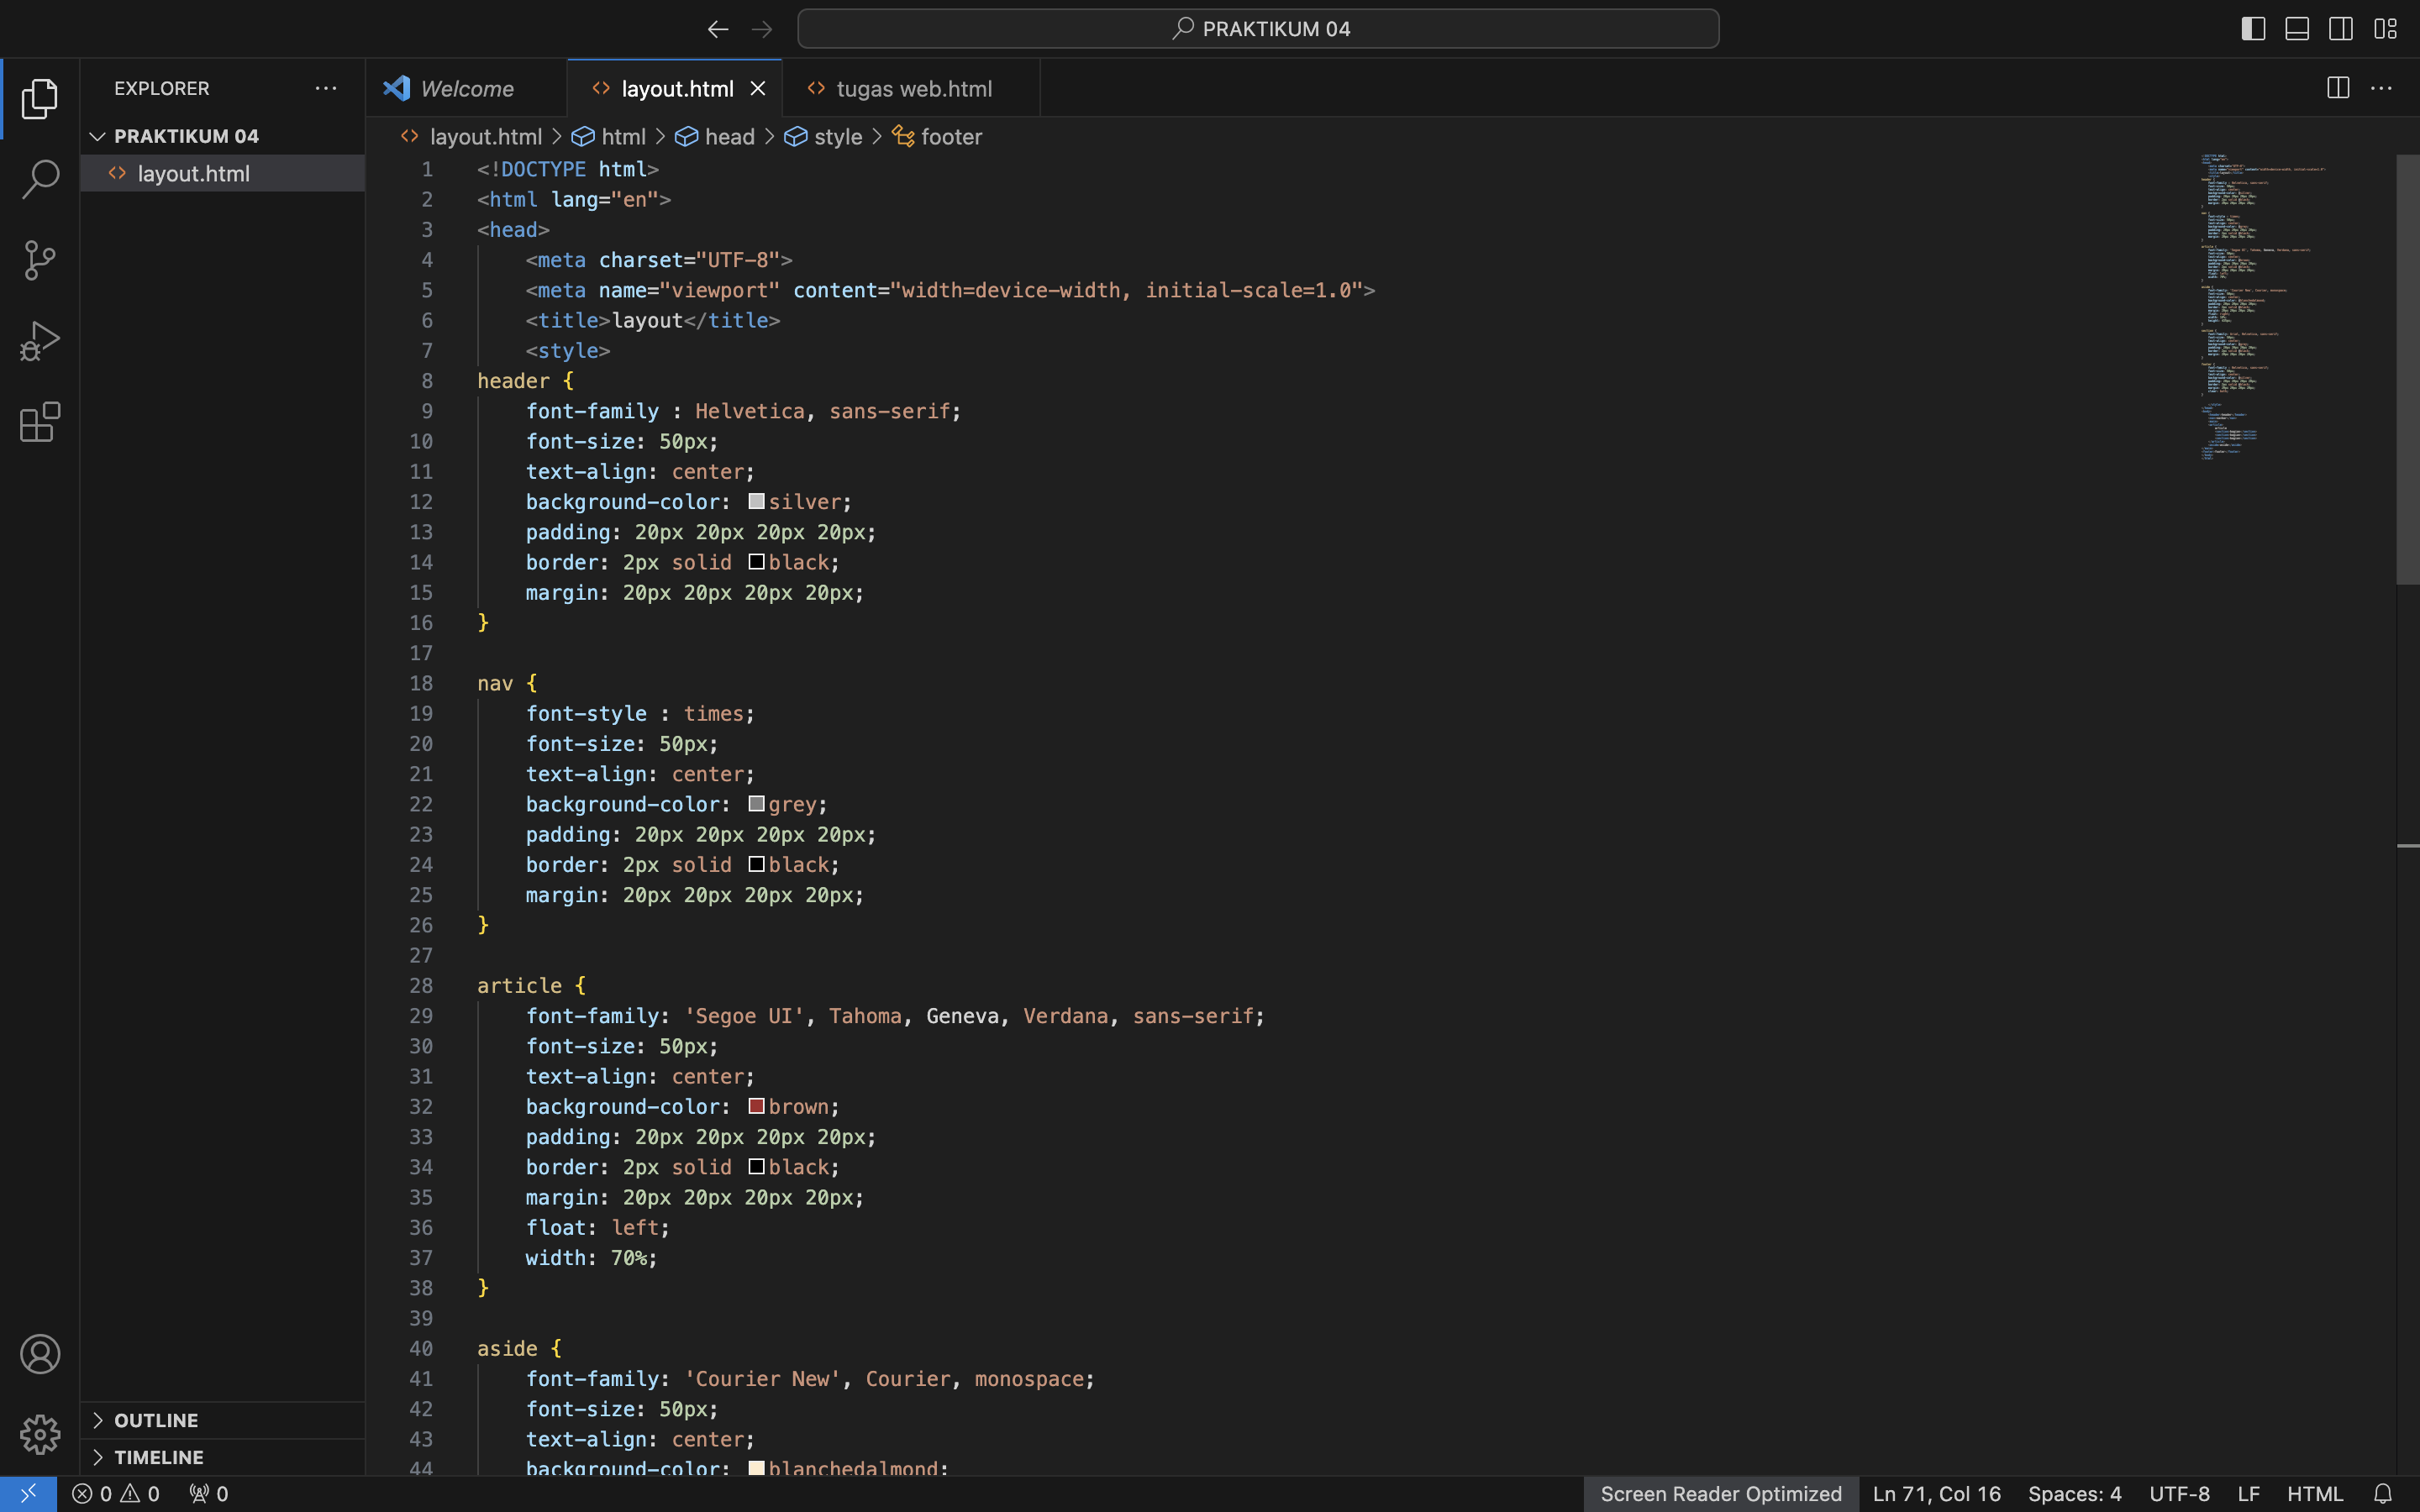 PRAKTIKUM 04
EXPLORER
Welcome
layout.html
tugas web.html
PRAKTIKUM 04
layout.html
layout.html > html > head > style > footer
1 <!DOCTYPE html>
2 <html lang="en">
3 <head>
4 <meta charset="UTF-8">
5 <meta name="viewport" content="width=device-width, initial-scale=1.0">
6 <title>layout</title>
7 <style>
8 header {
9 font-family : Helvetica, sans-serif;
10 font-size: 50px;
11 text-align: center;
12 background-color: silver;
13 padding: 20px 20px 20px 20px;
14 border: 2px solid black;
15 margin: 20px 20px 20px 20px;
16 }
17
18 nav {
19 font-style : times;
20 font-size: 50px;
21 text-align: center;
22 background-color: grey;
23 padding: 20px 20px 20px 20px;
24 border: 2px solid black;
25 margin: 20px 20px 20px 20px;
26 }
27
28 article {
29 font-family: 'Segoe UI', Tahoma, Geneva, Verdana, sans-serif;
30 font-size: 50px;
31 text-align: center;
32 background-color: brown;
33 padding: 20px 20px 20px 20px;
34 border: 2px solid black;
35 margin: 20px 20px 20px 20px;
36 float: left;
37 width: 70%;
38 }
39
40 aside {
41 font-family: 'Courier New', Courier, monospace;
42 font-size: 50px;
43 text-align: center;
44 background-color: blanchedalmond;
OUTLINE
TIMELINE
0 0 0
Screen Reader Optimized
Ln 71, Col 16
Spaces: 4
UTF-8
LF
HTML